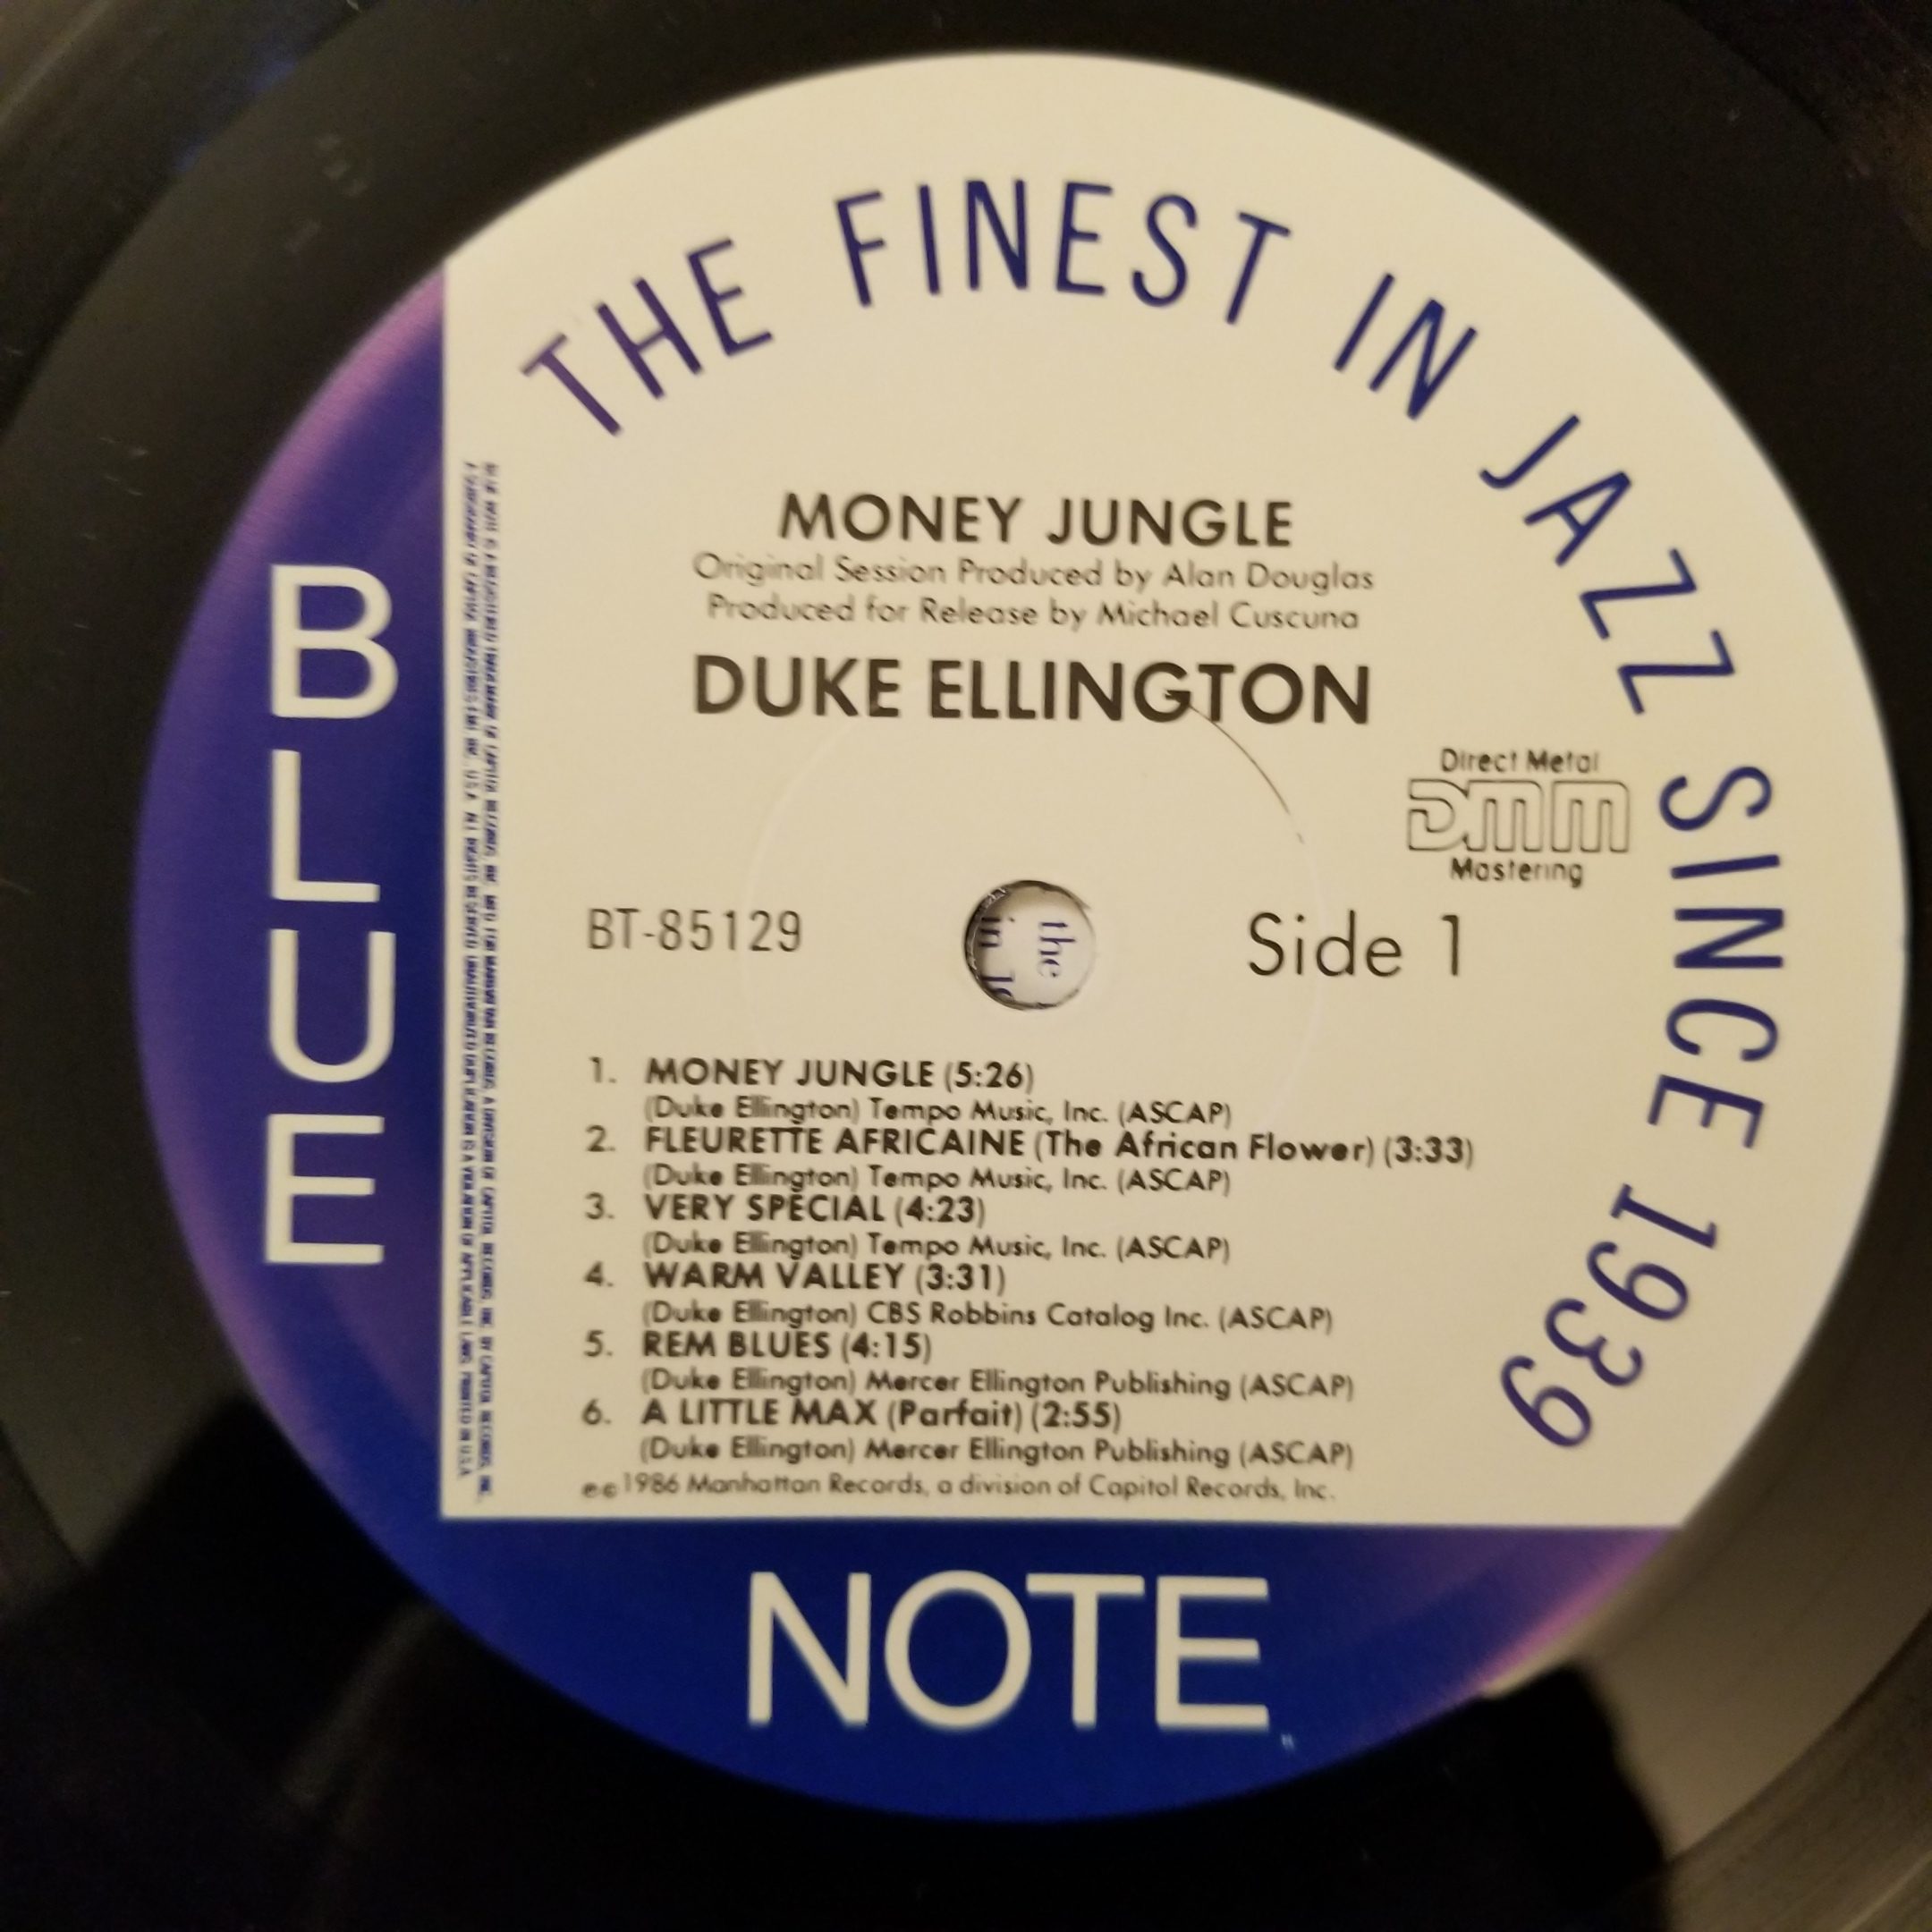 THE FINEST IN JAZZ SINCE 1939
MONEY JUNGLE
Original Session Produced by Alan Douglas
Produced for Release by Michael Cuscuna
DUKE ELLINGTON
Direct Metal
DMM
Mastering
BT-85129
Side 1
the
in
1. MONEY JUNGLE (5:26)
(Duke Ellington) Tempo Music, Inc. (ASCAP)
2. FLEURETTE AFRICAINE (The African Flower) (3:33)
(Duke Ellington) Tempo Music, Inc. (ASCAP)
3. VERY SPECIAL (4:23)
(Duke Ellington) Tempo Music, Inc. (ASCAP)
4. WARM VALLEY (3:31)
(Duke Ellington) CBS Robbins Catalog Inc. (ASCAP)
5. REM BLUES (4:15)
(Duke Ellington) Mercer Ellington Publishing (ASCAP)
6. A LITTLE MAX (Parfait) (2:55)
(Duke Ellington) Mercer Ellington Publishing (ASCAP)
℗© 1986 Manhattan Records, a division of Capitol Records, Inc.
BLUE
NOTE